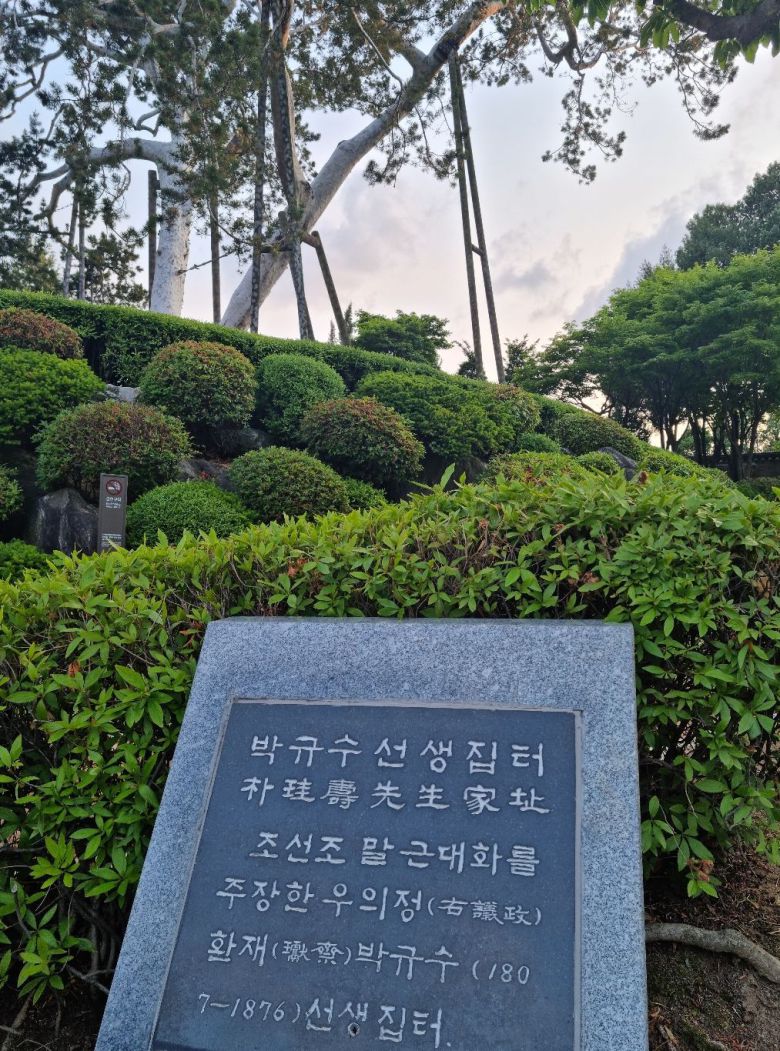 박규수선생집터
朴珪壽先生家址
조선조 말 근대화를
주장한 우의정(右議政)
환재(瓛齋)박규수 (180
7-1876)선생집터.